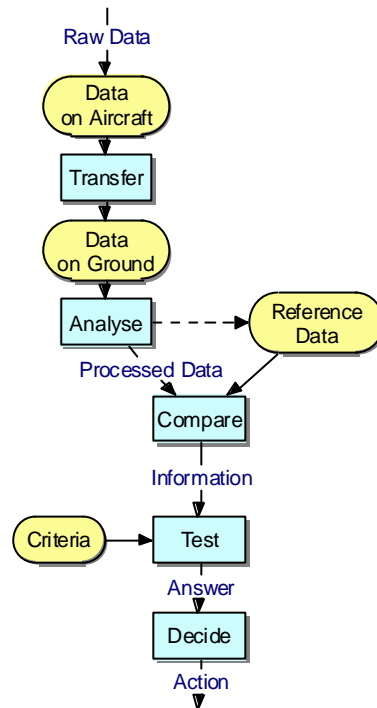 Raw Data
Data
on Aircraft
Transfer
Data
on Ground
Analyse
Reference
Data
Processed Data
Compare
Information
Criteria
Test
Answer
Decide
Action